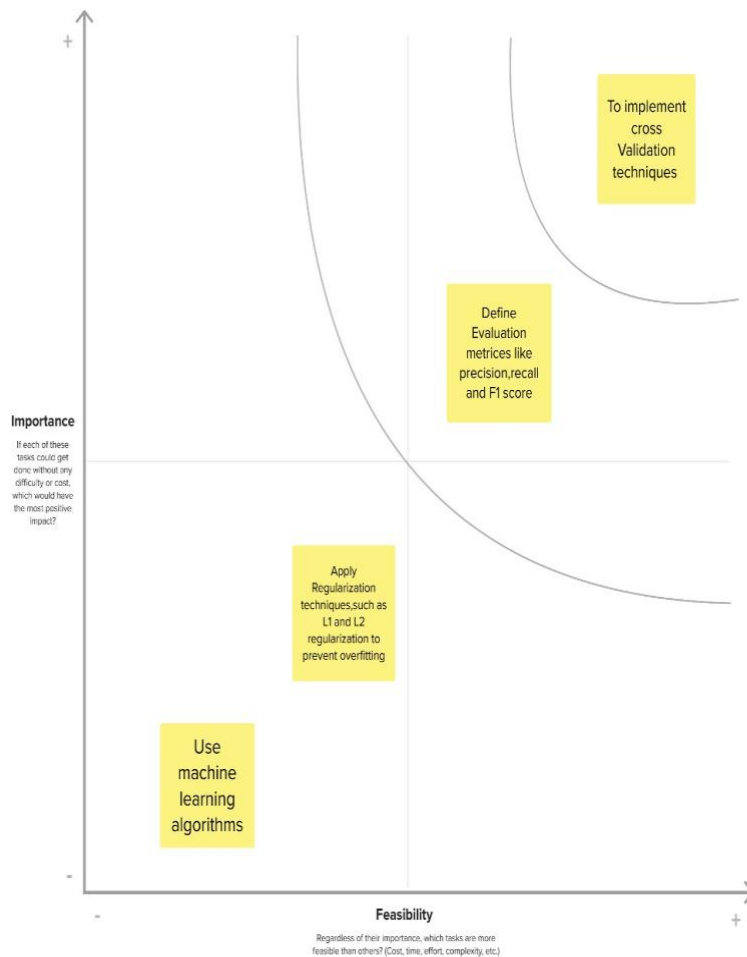 +
To implement
cross
Validation
techniques
Define
Evaluation
metrices like
precision,recall
and F1 score
Importance
If each of these
tasks could get
done without any
difficulty or cost,
which would have
the most positive
impact?
Apply
Regularization
techniques,such as
L1 and L2
regularization to
prevent overfitting
Use
machine
learning
algorithms
-
-
Feasibility
+
Regardless of their importance, which tasks are more
feasible than others? (Cost, time, effort, complexity, etc.)